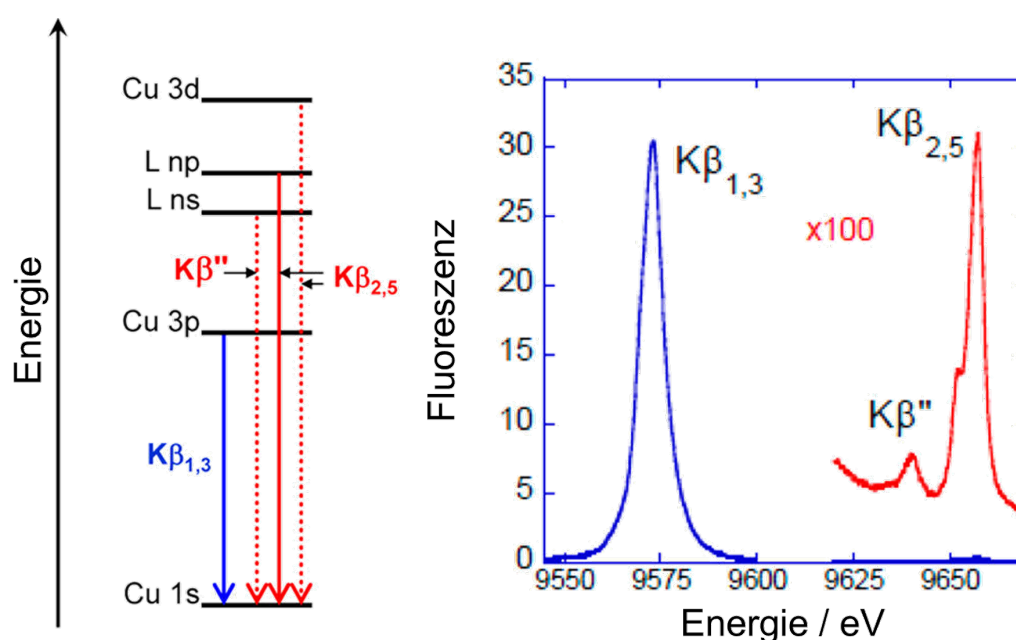 Energie
Cu 3d
L np
L ns
Kβ"
Kβ2,5
Cu 3p
Kβ1,3
Cu 1s
Fluoreszenz
35
30
25
20
15
10
5
0
Kβ1,3
Kβ2,5
x100
Kβ"
9550 9575 9600 9625 9650
Energie / eV